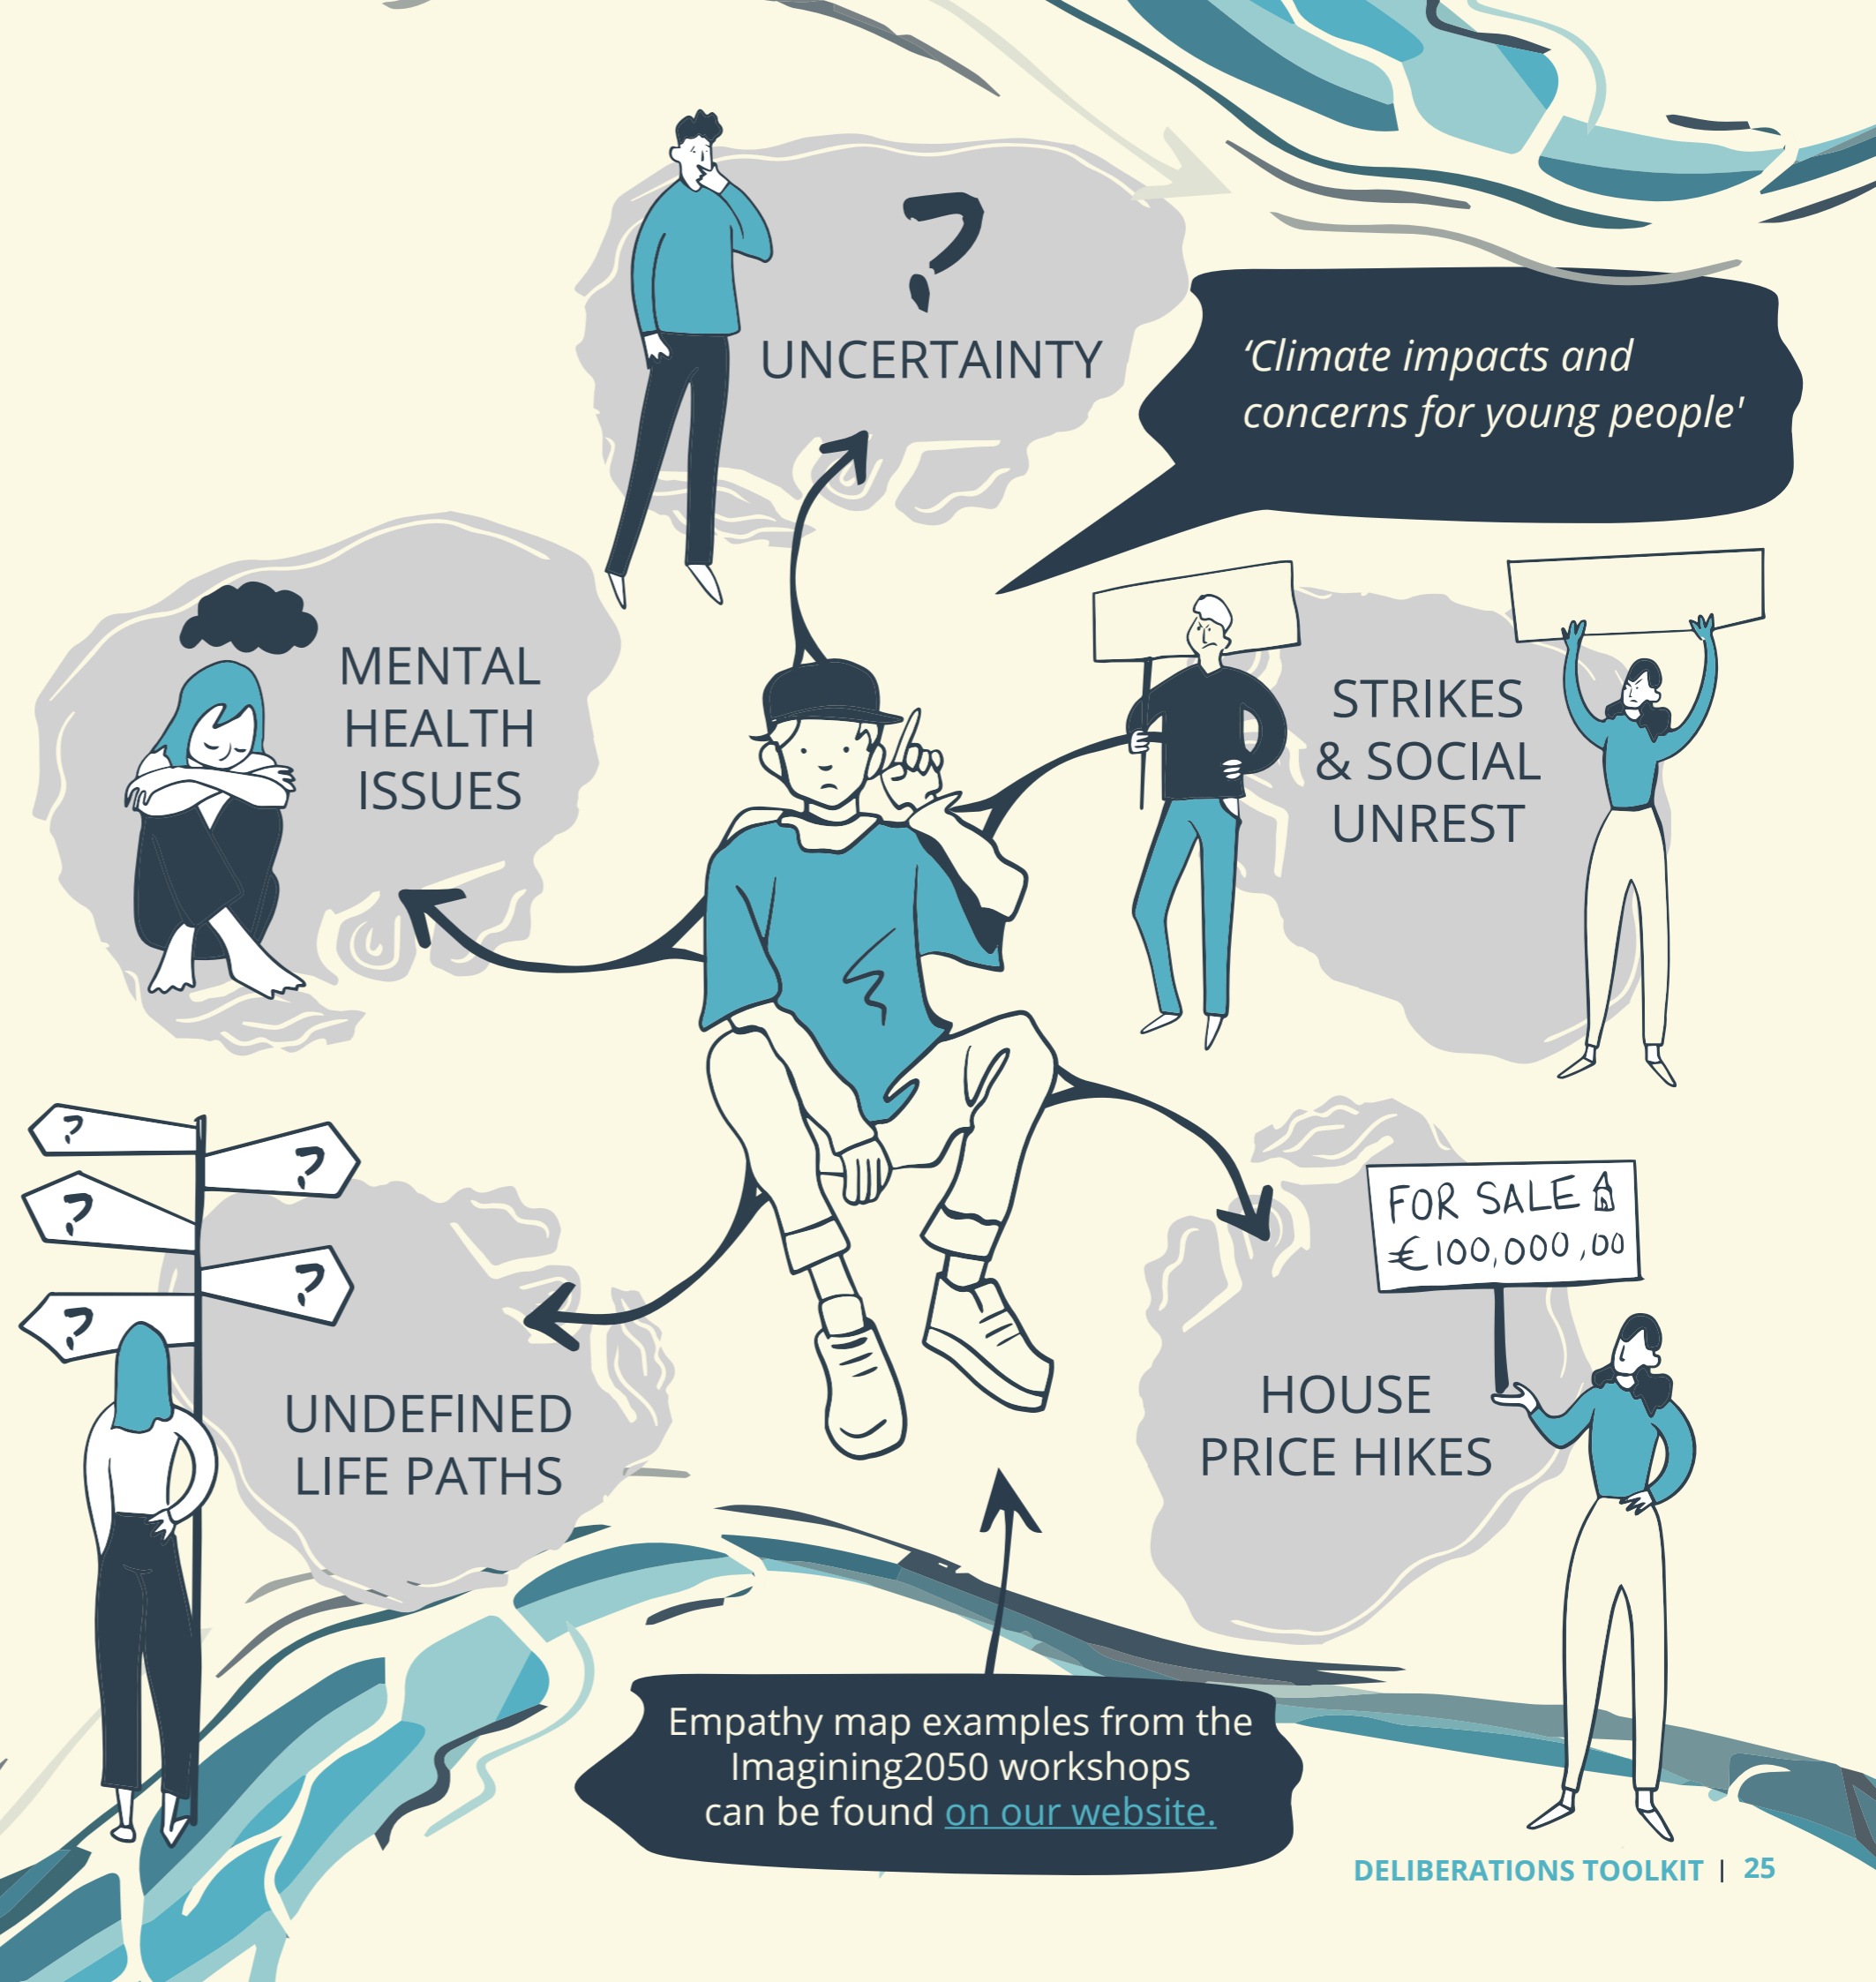 ?
UNCERTAINTY
‘Climate impacts and
concerns for young people'
MENTAL
HEALTH
ISSUES
STRIKES
& SOCIAL
UNREST
?
?
?
?
?
UNDEFINED
LIFE PATHS
FOR SALE
€100,000,00
HOUSE
PRICE HIKES
Empathy map examples from the
Imagining2050 workshops
can be found on our website.
DELIBERATIONS TOOLKIT | 25